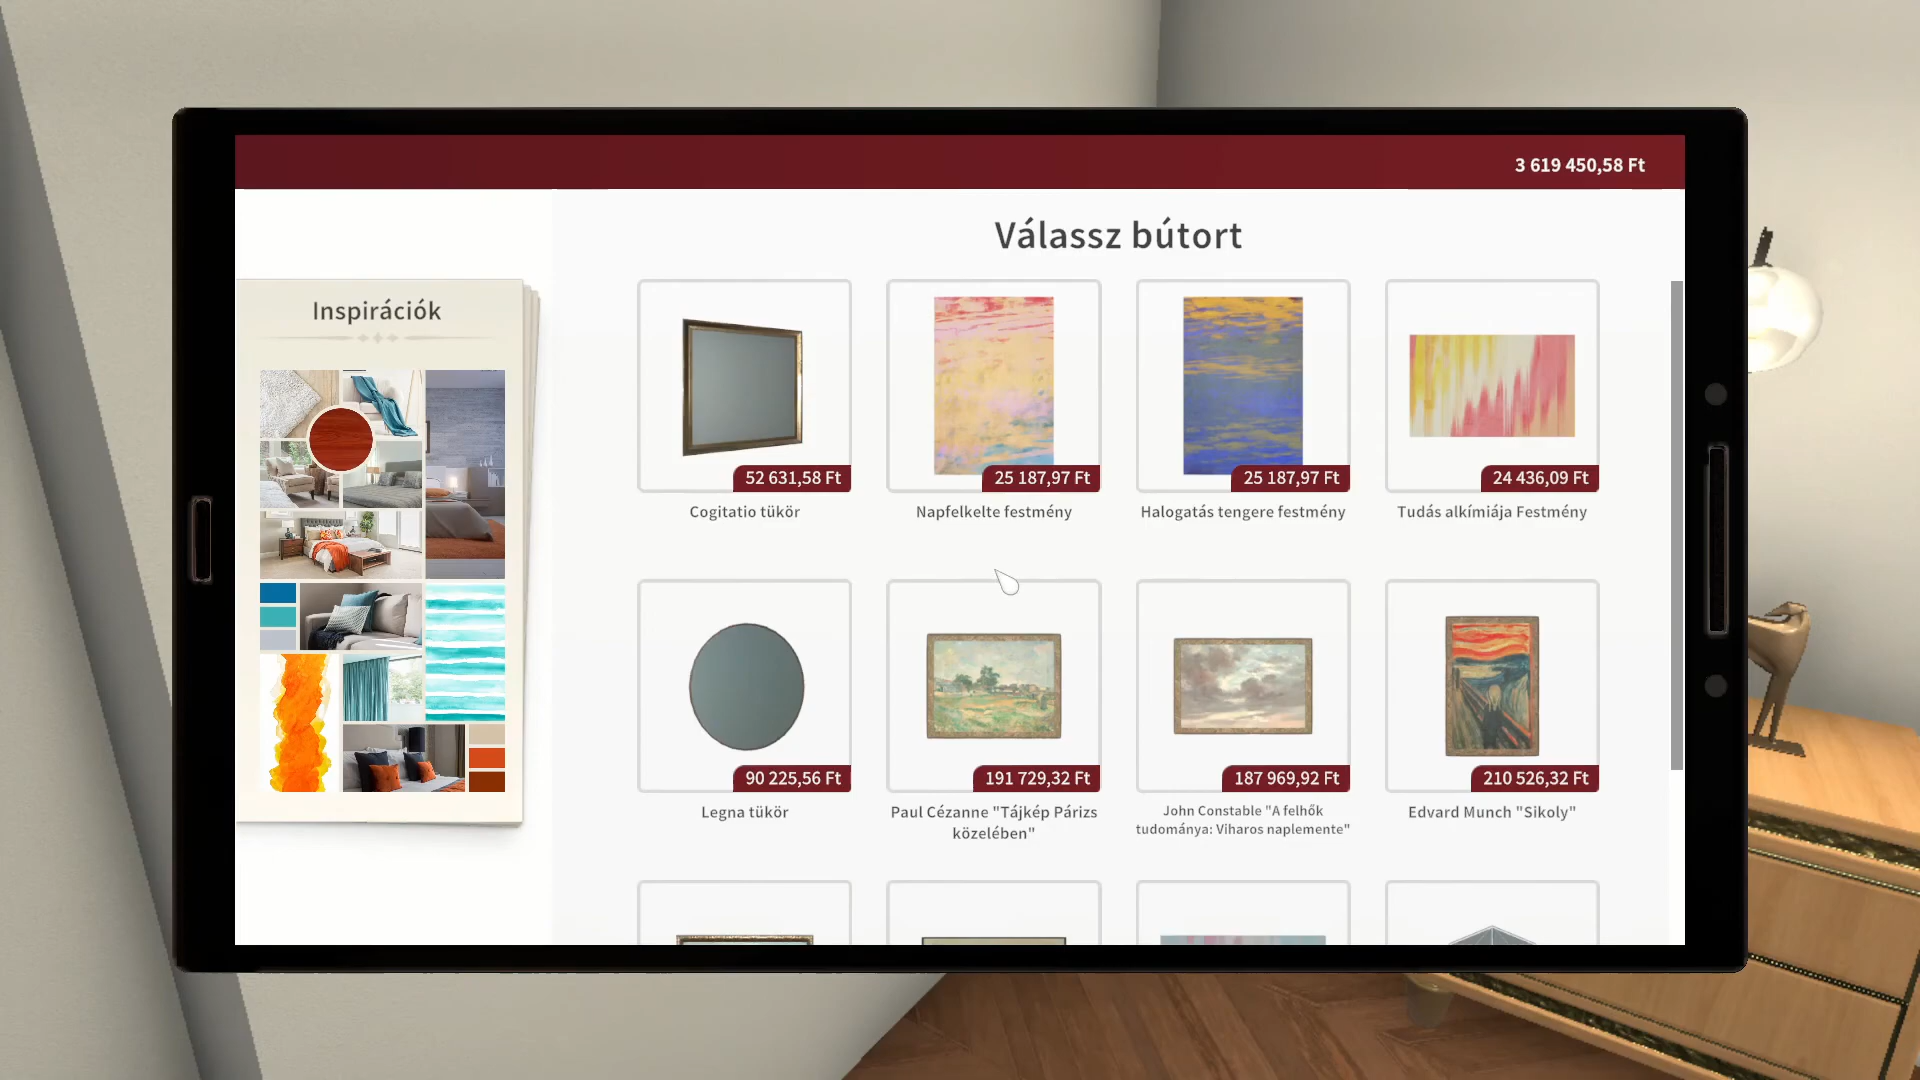 3 619 450,58 Ft
Válassz bútort
Inspirációk
52 631,58 Ft
25 187,97 Ft
25 187,97 Ft
24 436,09 Ft
Cogitatio tükör
Napfelkelte festmény
Halogatás tengere festmény
Tudás alkímiája Festmény
90 225,56 Ft
191 729,32 Ft
187 969,92 Ft
210 526,32 Ft
Legna tükör
Paul Cézanne "Tájkép Párizs
közelében"
John Constable "A felhők
tudománya: Viharos naplemente"
Edvard Munch "Sikoly"